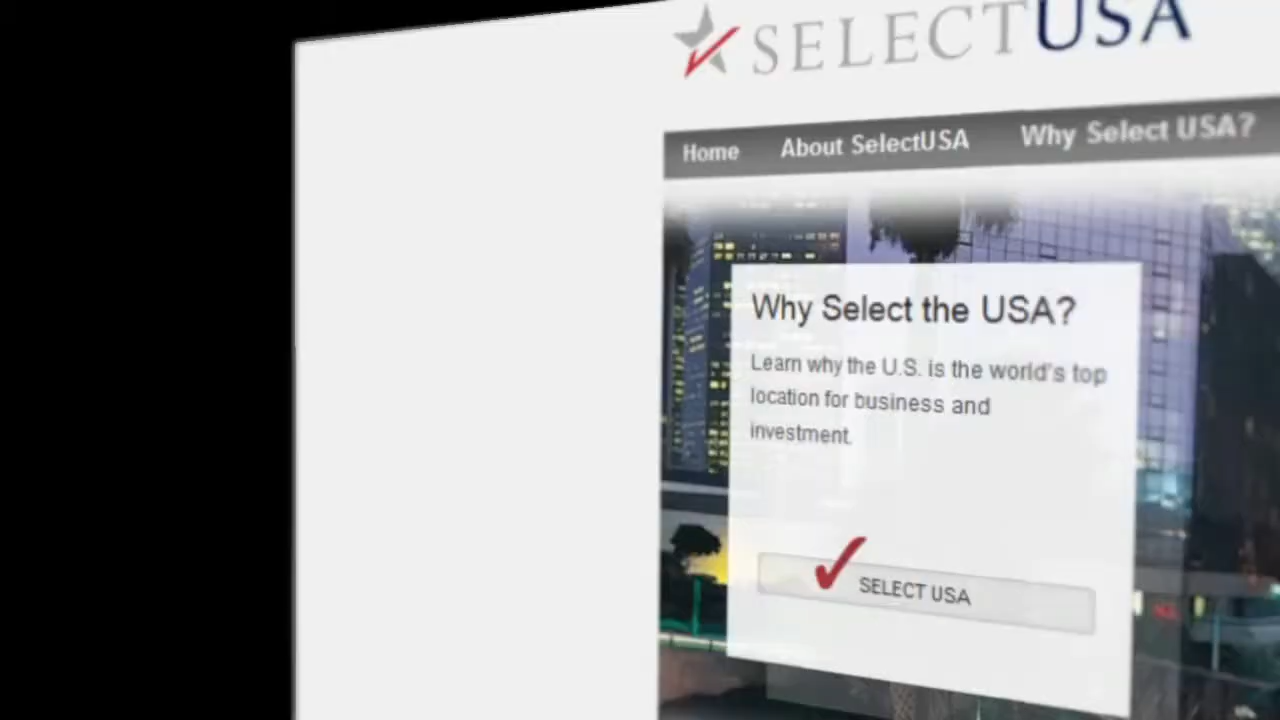 SELECTUSA
Home About SelectUSA Why Select USA?
Why Select the USA?
Learn why the U.S. is the world's top
location for business and
investment.
SELECT USA